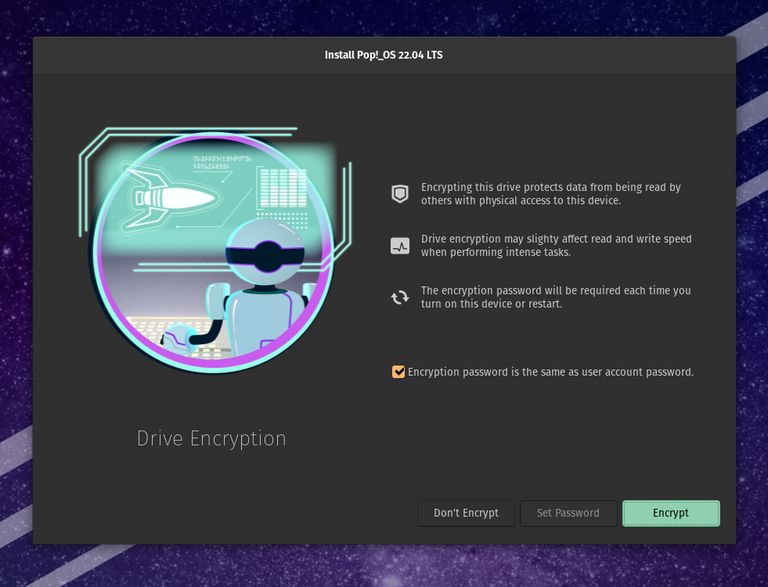 Install Pop!_OS 22.04 LTS
Encrypting this drive protects data from being read by
others with physical access to this device.
Drive encryption may slighty affect read and write speed
when performing intense tasks.
The encryption password will be required each time you
turn on this device or restart.
Encryption password is the same as user account password.
Drive Encryption
Don't Encrypt
Set Password
Encrypt